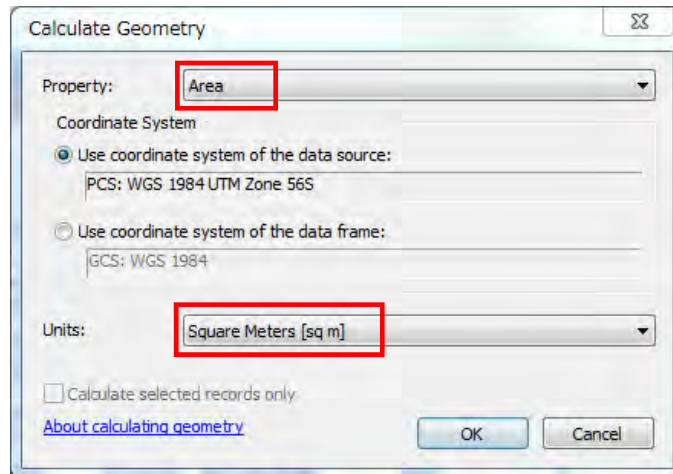 Calculate Geometry
Property: Area
Coordinate System
Use coordinate system of the data source:
PCS: WGS 1984 UTM Zone 56S
Use coordinate system of the data frame:
GCS: WGS 1984
Units: Square Meters [sq m]
Calculate selected records only
About calculating geometry OK Cancel